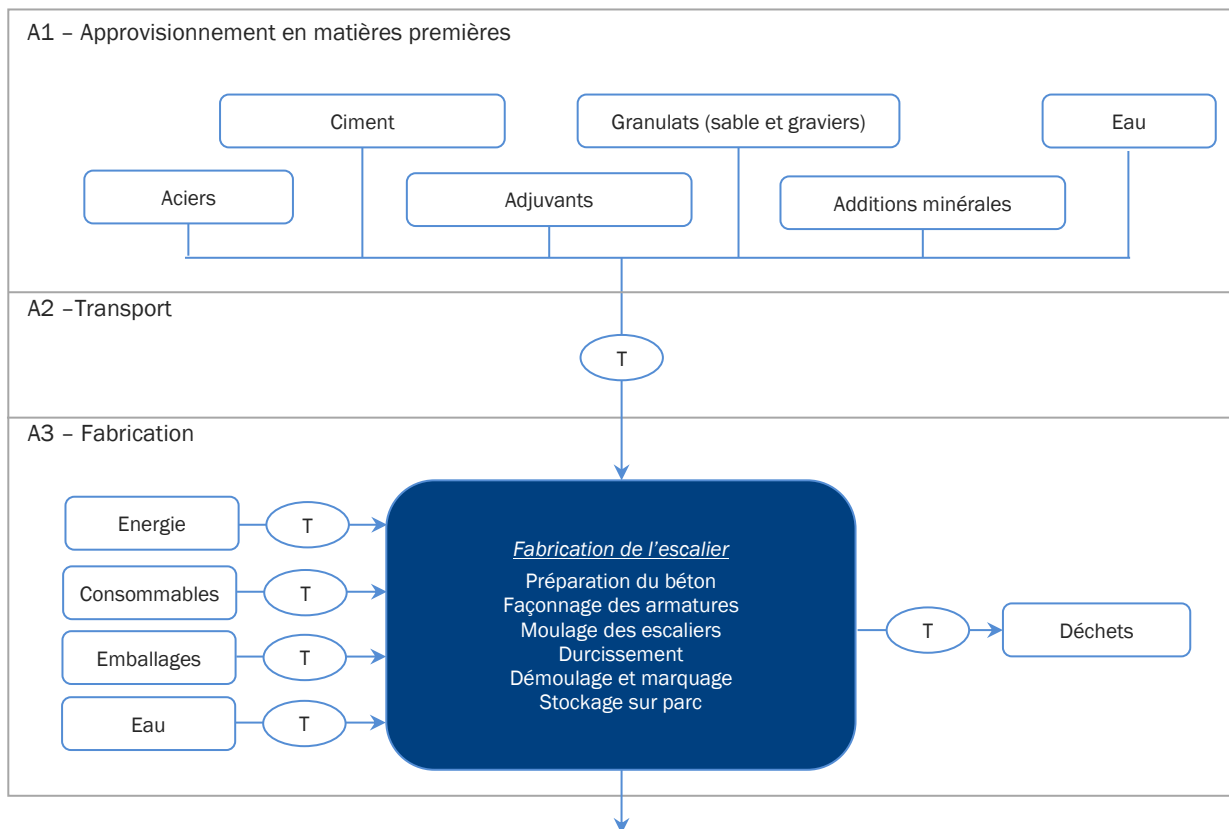 A1 – Approvisionnement en matières premières
Ciment
Granulats (sable et graviers)
Eau
Aciers
Adjuvants
Additions minérales
A2 –Transport
T
A3 – Fabrication
Energie
T
Consommables
T
Emballages
T
Eau
T
Fabrication de l'escalier
Préparation du béton
Façonnage des armatures
Moulage des escaliers
Durcissement
Démoulage et marquage
Stockage sur parc
T
Déchets